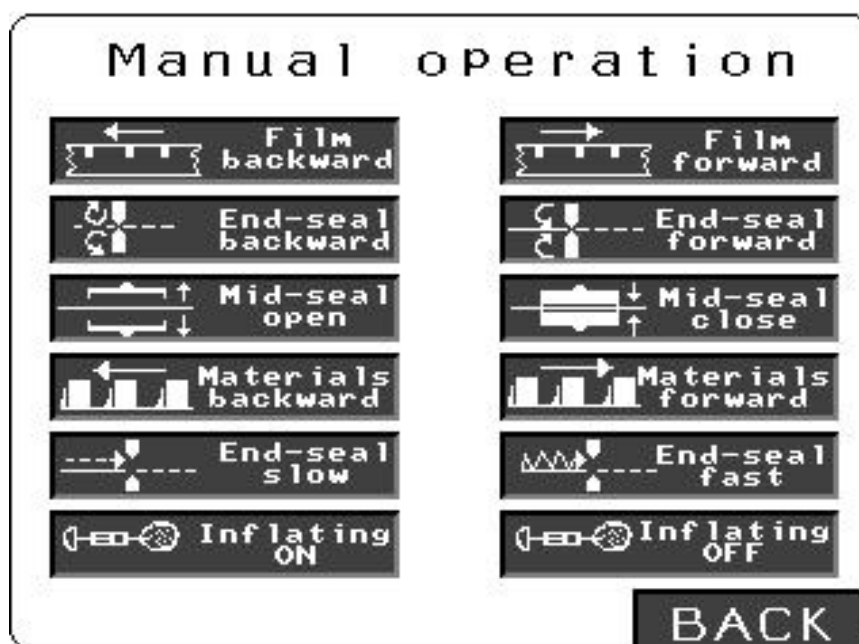 Manual operation
Film
backward
Film
forward
End-seal
backward
End-seal
forward
Mid-seal
open
Mid-seal
close
Materials
backward
Materials
forward
End-seal
slow
End-seal
fast
Inflating
ON
Inflating
OFF
BACK